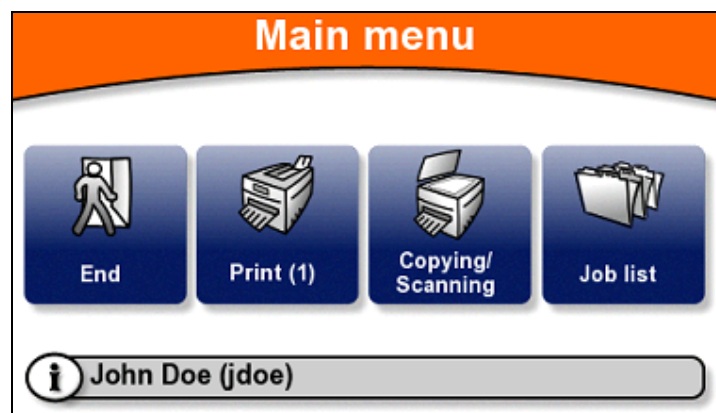 Main menu
End
Print (1)
Copying/
Scanning
Job list
i
John Doe (jdoe)